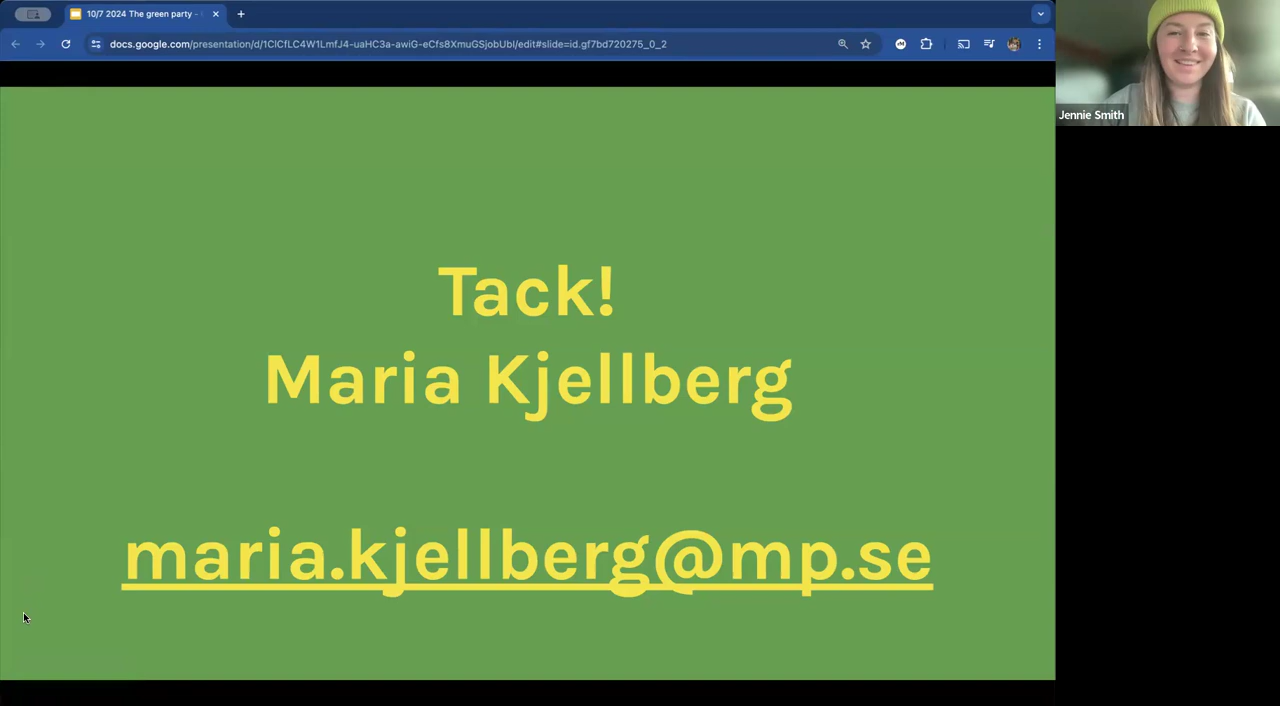 10/7 2024 The green party -
docs.google.com/presentation/d/1ClCfLC4W1LmfJ4-uaHC3a-awiG-eCfs8XmuGSjobUbI/edit#slide=id.gf7bd720275_0_2
Jennie Smith
Tack!
Maria Kjellberg
maria.kjellberg@mp.se